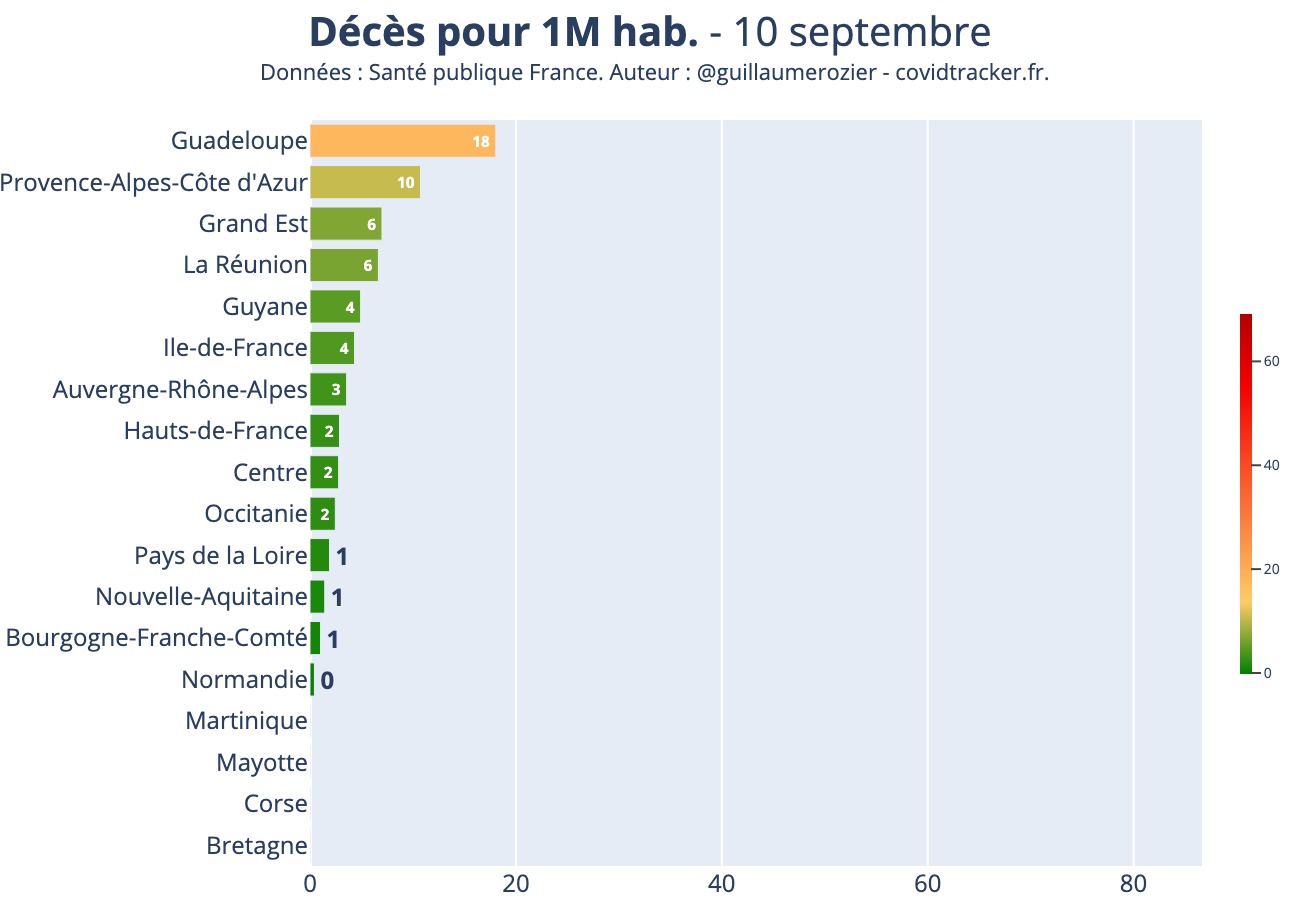 Décès pour 1M hab. - 10 septembre
Données : Santé publique France. Auteur : @guillaumerozier - covidtracker.fr.
Guadeloupe 18
Provence-Alpes-Côte d'Azur 10
Grand Est 6
La Réunion 6
Guyane 4
Ile-de-France 4
Auvergne-Rhône-Alpes 3
Hauts-de-France 2
Centre 2
Occitanie 2
Pays de la Loire 1
Nouvelle-Aquitaine 1
Bourgogne-Franche-Comté 1
Normandie 0
Martinique
Mayotte
Corse
Bretagne
0 20 40 60 80
60
40
20
0